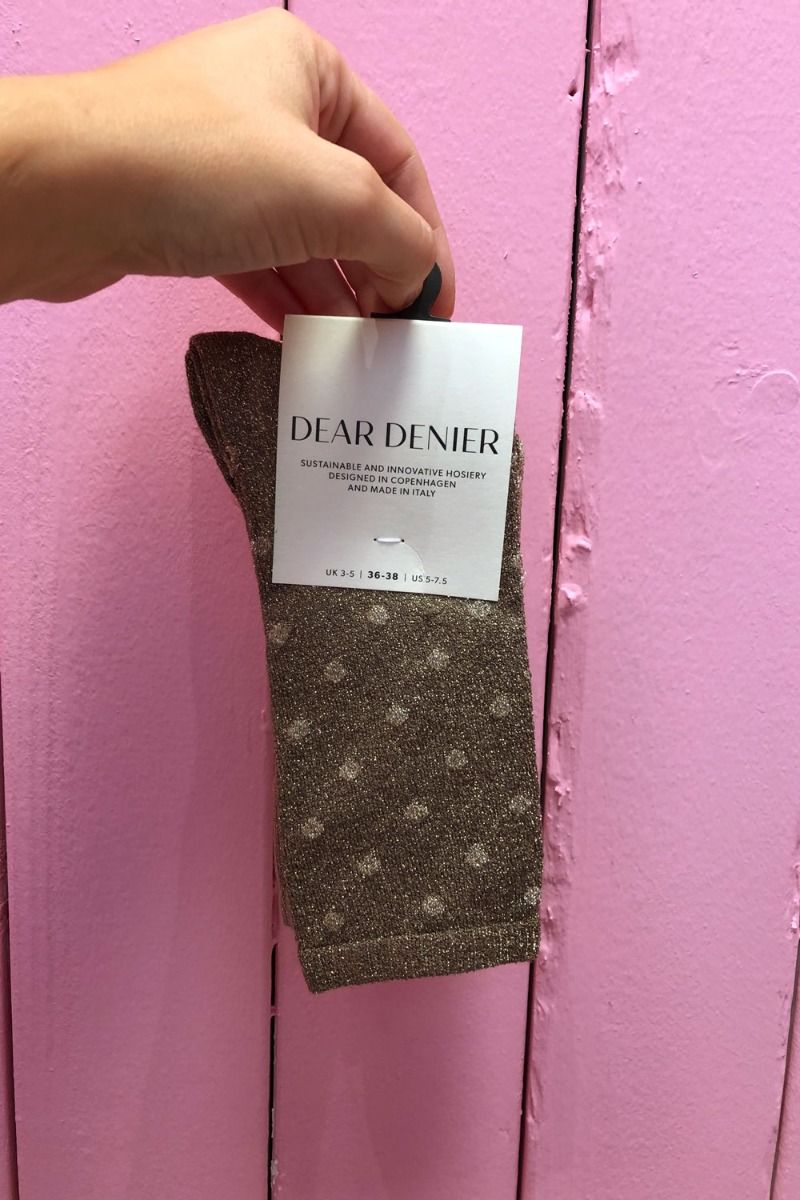 DEAR DENIER
SUSTAINABLE AND INNOVATIVE HOSIERY
DESIGNED IN COPENHAGEN
AND MADE IN ITALY
UK 3-5 | 36-38 | US 5-7.5